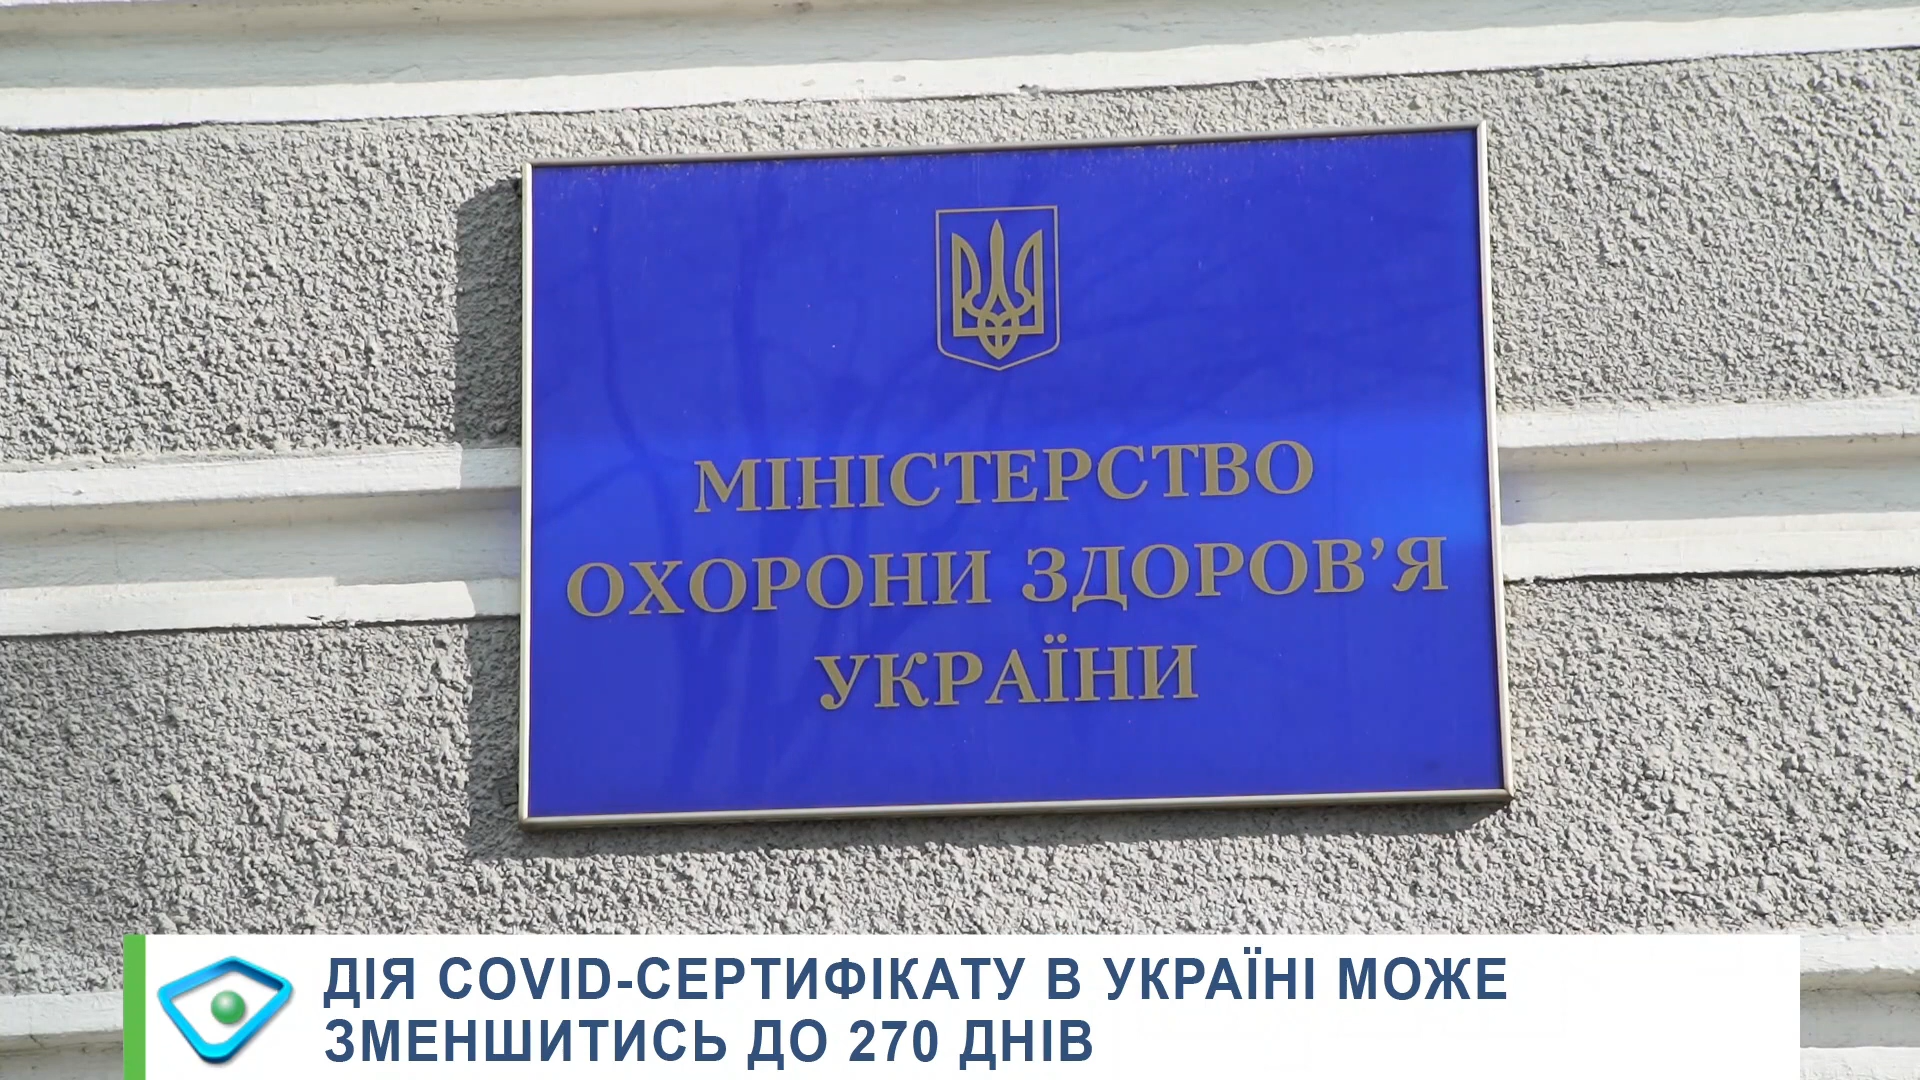 МІНІСТЕРСТВО
ОХОРОНИ ЗДОРОВ’Я
УКРАЇНИ
ДІЯ COVID-СЕРТИФІКАТУ В УКРАЇНІ МОЖЕ
ЗМЕНШИТИСЬ ДО 270 ДНІВ